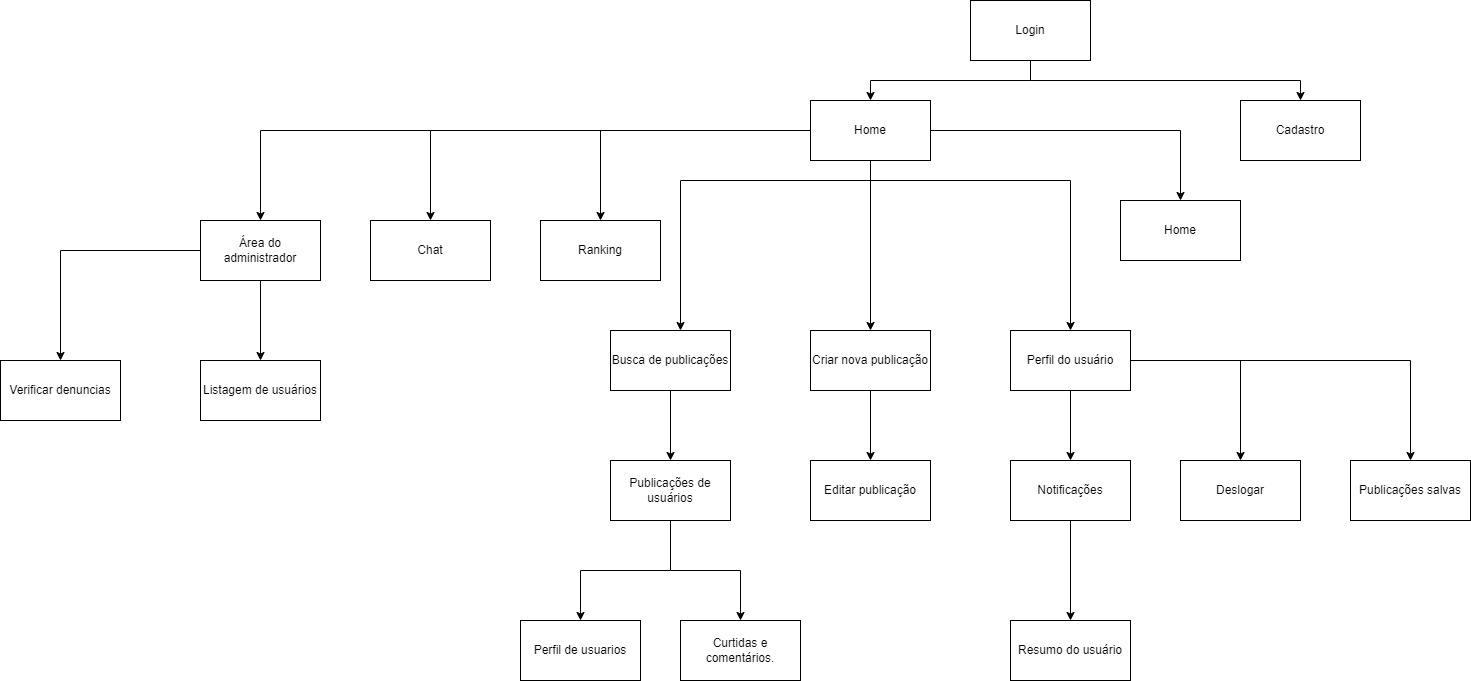 Login
Home
Cadastro
Home
Área do
administrador
Chat
Ranking
Busca de publicações
Criar nova publicação
Perfil do usuário
Verificar denuncias
Listagem de usuários
Publicações de
usuários
Editar publicação
Notificações
Deslogar
Publicações salvas
Perfil de usuarios
Curtidas e
comentários.
Resumo do usuário